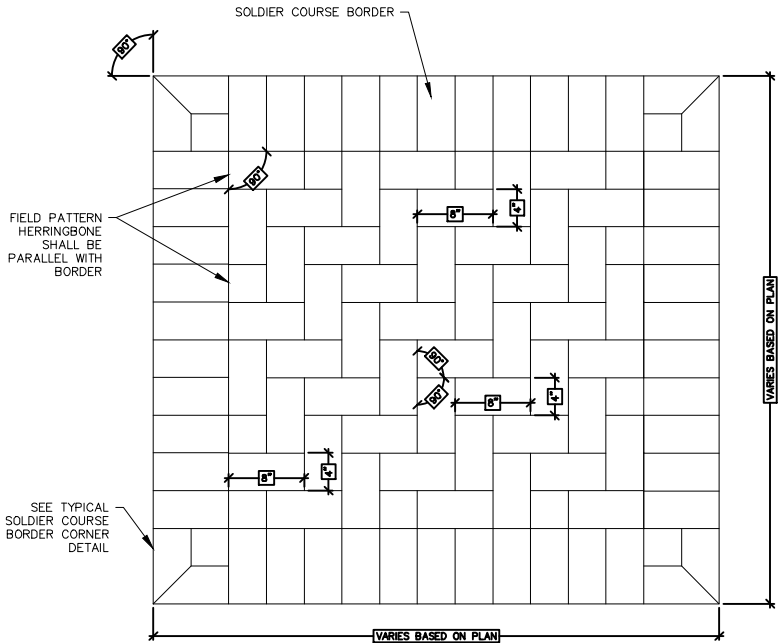 SOLDIER COURSE BORDER
90°
90°
FIELD PATTERN
HERRINGBONE
SHALL BE
PARALLEL WITH
BORDER
8"
4"
VARIES BASED ON PLAN
90°
90°
8"
4"
8"
4"
SEE TYPICAL
SOLDIER COURSE
BORDER CORNER
DETAIL
VARIES BASED ON PLAN